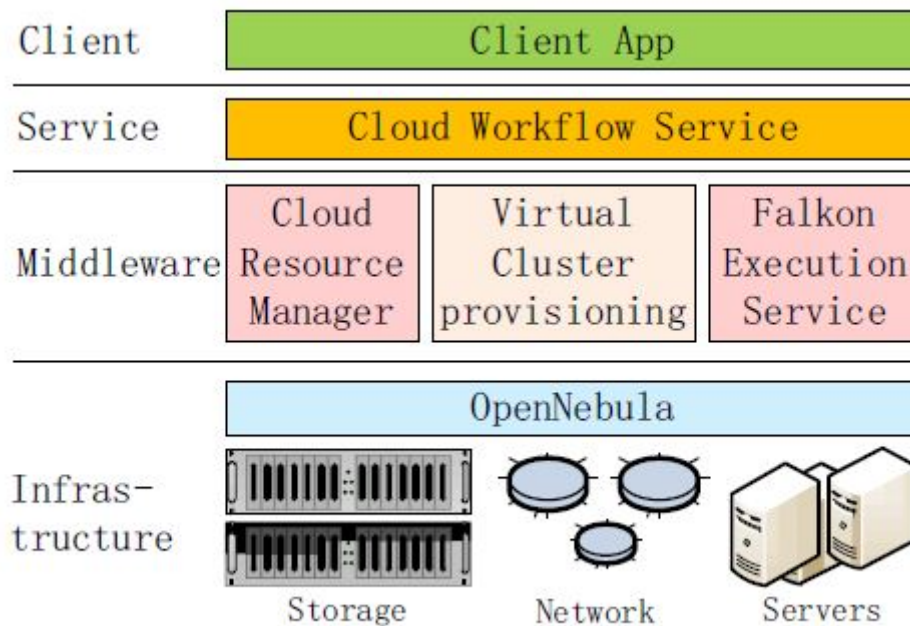 Client
Client App
Service
Cloud Workflow Service
Middleware
Cloud
Resource
Manager
Virtual
Cluster
provisioning
Falkon
Execution
Service
OpenNebula
Infras-
tructure
Storage
Network
Servers